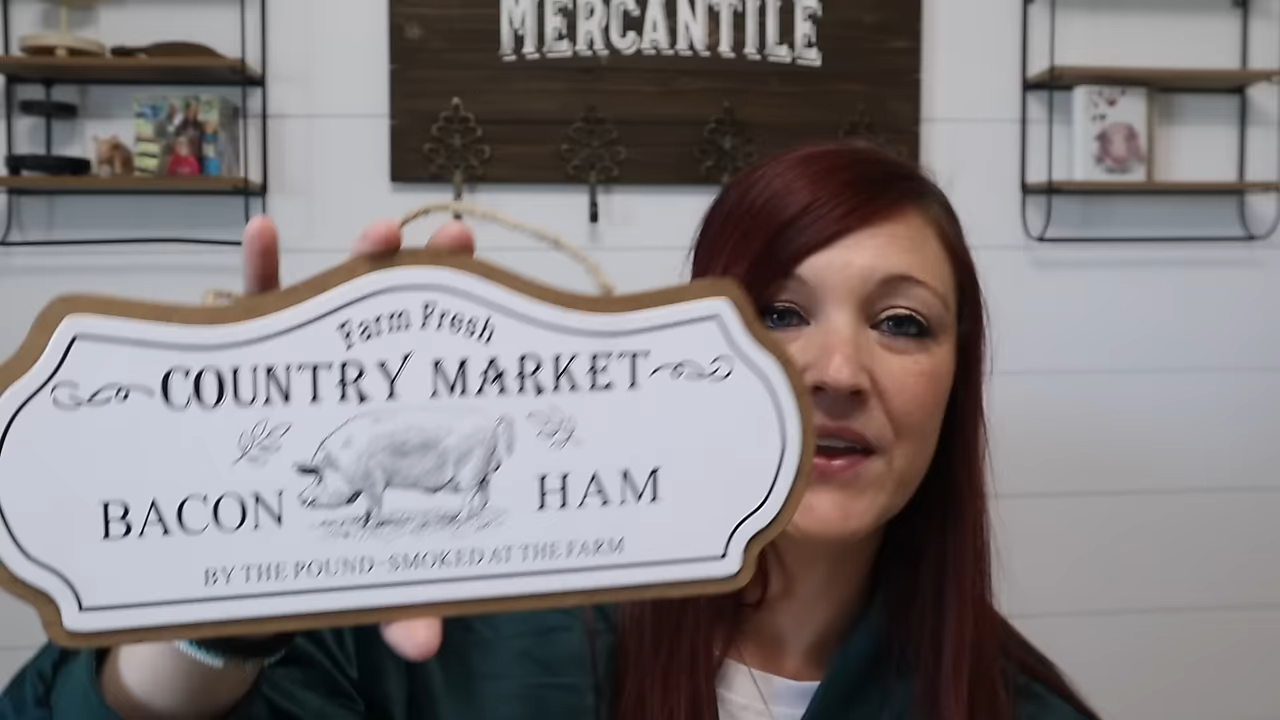 MERCANTILE
Farm Fresh
COUNTRY MARKET
BACON HAM
BY THE POUND-SMOKED AT THE FARM